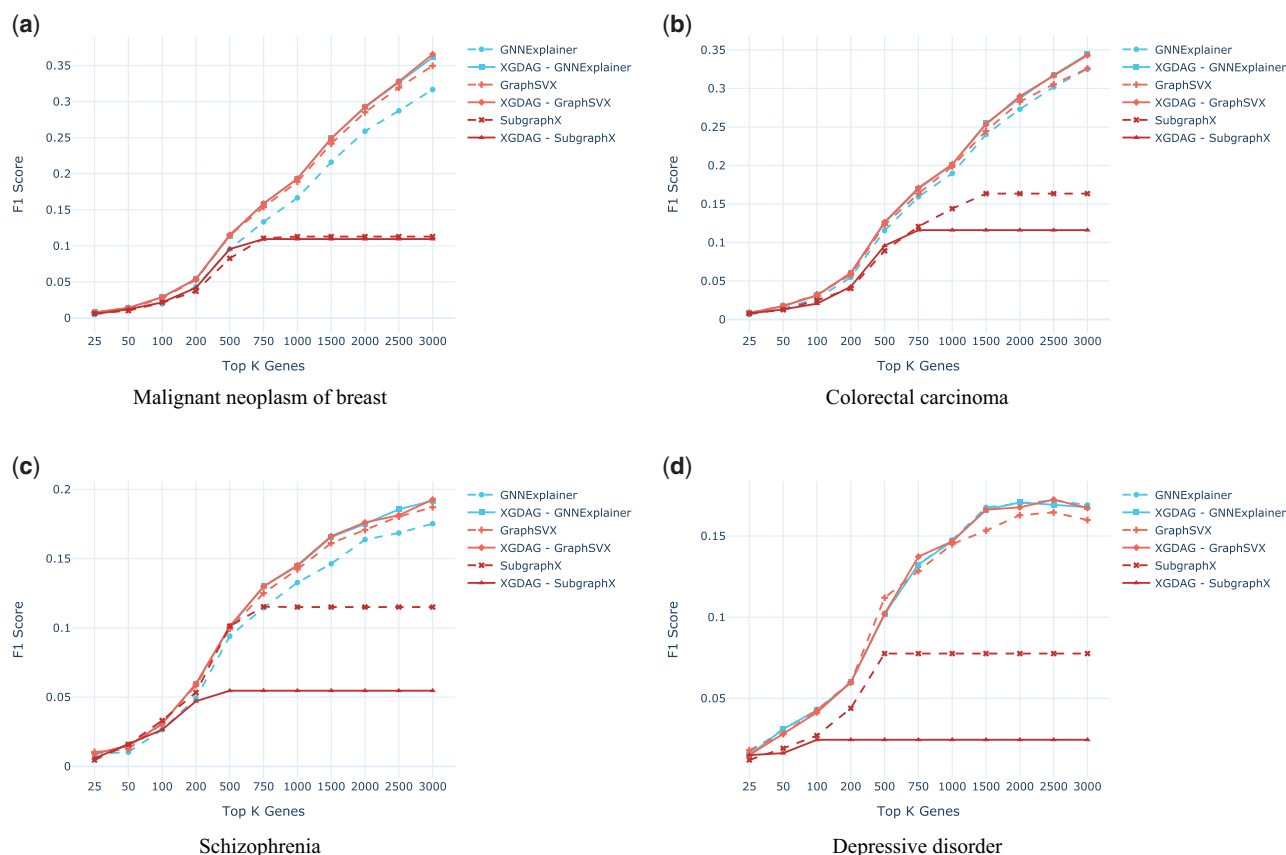 (a)
0.35
0.3
0.25
0.2
0.15
0.1
0.05
0
F1 Score
25 50 100 200 500 750 1000 1500 2000 2500 3000
Top K Genes
GNNExplainer
XGDAG - GNNExplainer
GraphSVX
XGDAG - GraphSVX
SubgraphX
XGDAG - SubgraphX
Malignant neoplasm of breast
(b)
0.35
0.3
0.25
0.2
0.15
0.1
0.05
0
F1 Score
25 50 100 200 500 750 1000 1500 2000 2500 3000
Top K Genes
GNNExplainer
XGDAG - GNNExplainer
GraphSVX
XGDAG - GraphSVX
SubgraphX
XGDAG - SubgraphX
Colorectal carcinoma
(c)
0.2
0.15
0.1
0.05
0
F1 Score
25 50 100 200 500 750 1000 1500 2000 2500 3000
Top K Genes
GNNExplainer
XGDAG - GNNExplainer
GraphSVX
XGDAG - GraphSVX
SubgraphX
XGDAG - SubgraphX
Schizophrenia
(d)
0.15
0.1
0.05
F1 Score
25 50 100 200 500 750 1000 1500 2000 2500 3000
Top K Genes
GNNExplainer
XGDAG - GNNExplainer
GraphSVX
XGDAG - GraphSVX
SubgraphX
XGDAG - SubgraphX
Depressive disorder